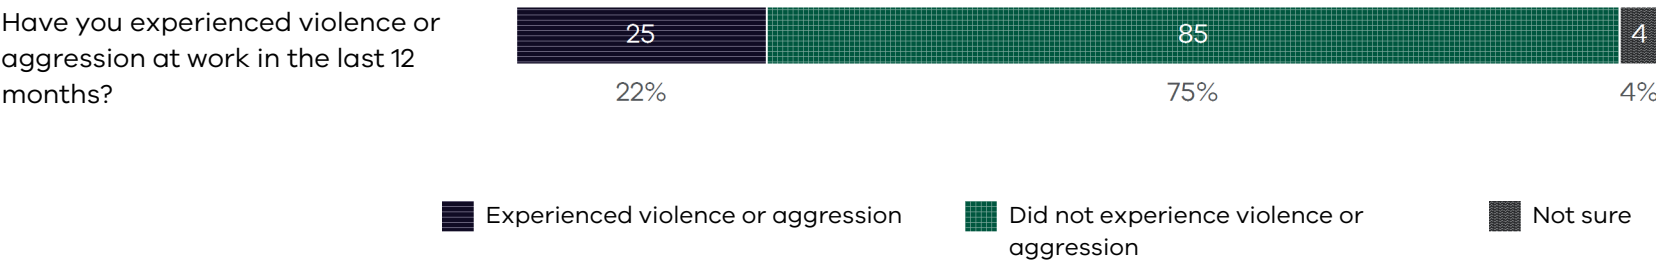 Have you experienced violence or
aggression at work in the last 12
months?
25 85 4
22% 75% 4%
Experienced violence or aggression
Did not experience violence or
aggression
Not sure